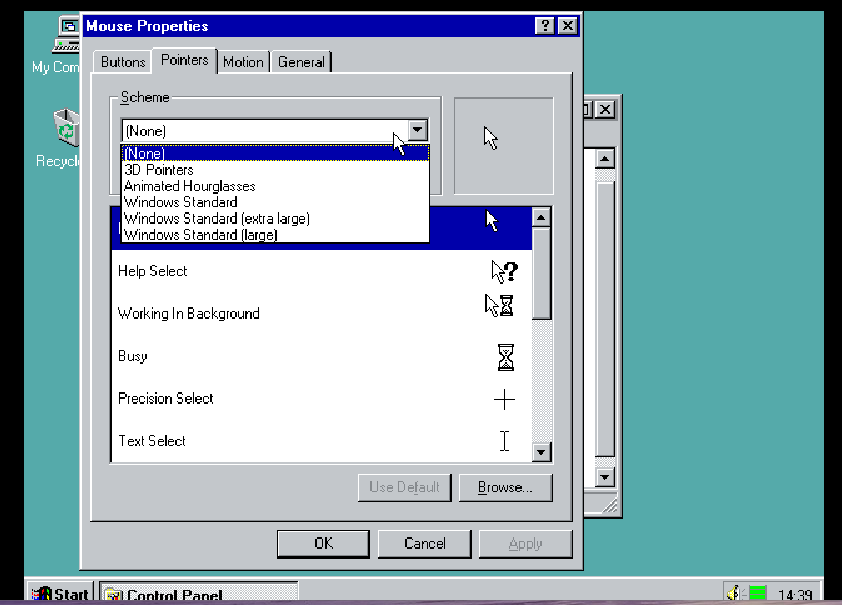 Mouse Properties
Buttons Pointers Motion General
My Com
Scheme
(None)
(None)
3D Pointers
Animated Hourglasses
Windows Standard
Windows Standard (extra large)
Windows Standard (large)
Recycl
Help Select
Working In Background
Busy
Precision Select
Text Select
Use Default Browse...
OK Cancel Apply
Start Control Panel 14:39